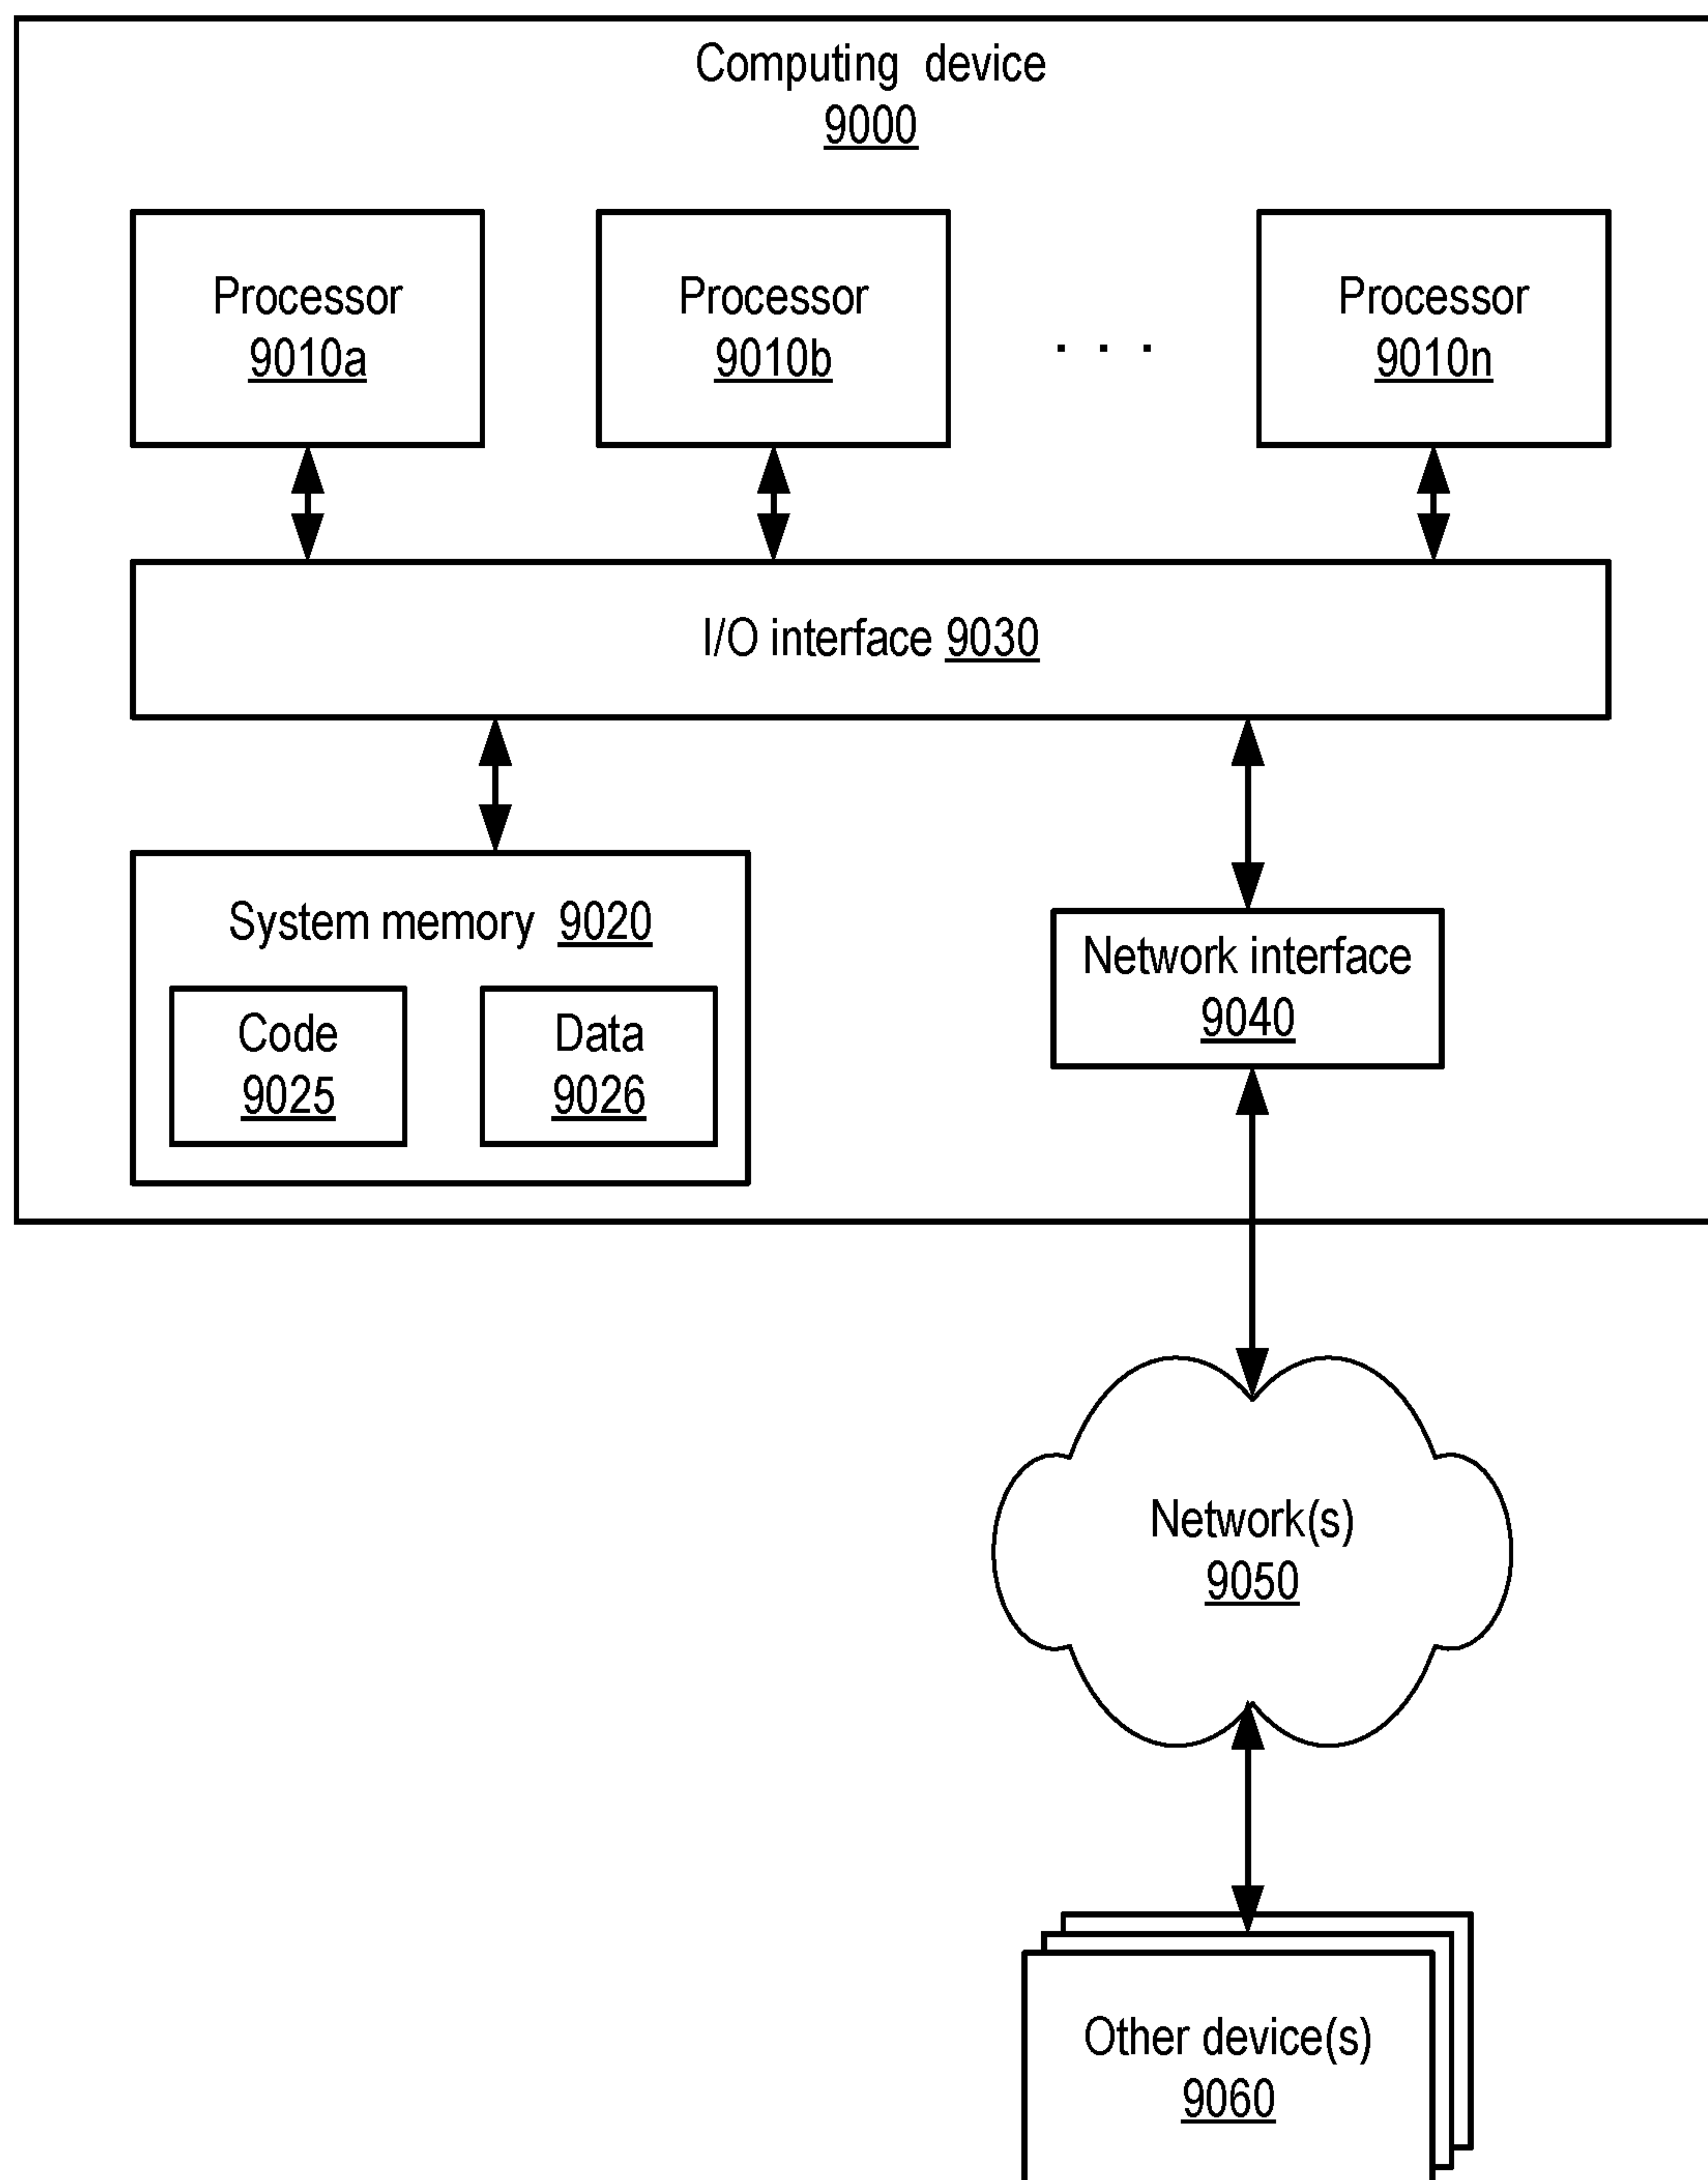 Computing device
9000
Processor
9010a
Processor
9010b
. . .
Processor
9010n
I/O interface 9030
System memory 9020
Code
9025
Data
9026
Network interface
9040
Network(s)
9050
Other device(s)
9060